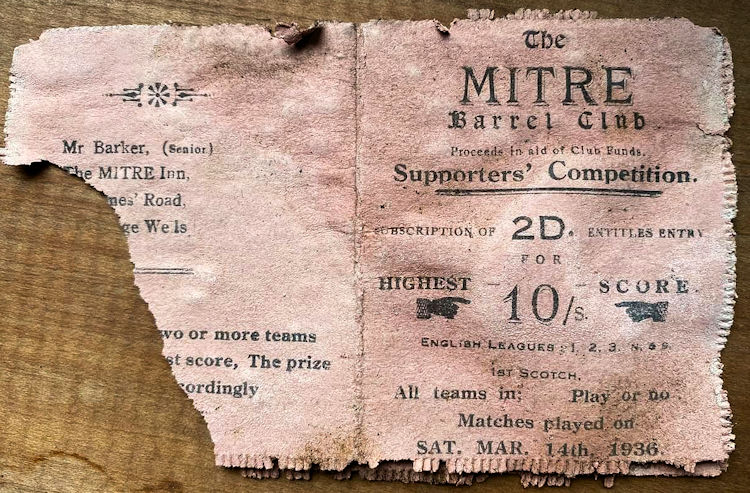 Mr Barker, (Senior)
The MITRE Inn,
mes' Road,
ge Wells
wo or more teams
st score, The prize
cordingly
The
MITRE
Barrel Club
Proceeds in aid of Club Funds.
Supporters' Competition.
SUBSCRIPTION OF 2D. ENTITLES ENTRY
FOR
HIGHEST - 10/s. - SCORE.
ENGLISH LEAGUES: 1, 2, 3. N. & S.
1ST SCOTCH.
All teams in; Play or no
Matches played on
SAT. MAR. 14th, 1936.